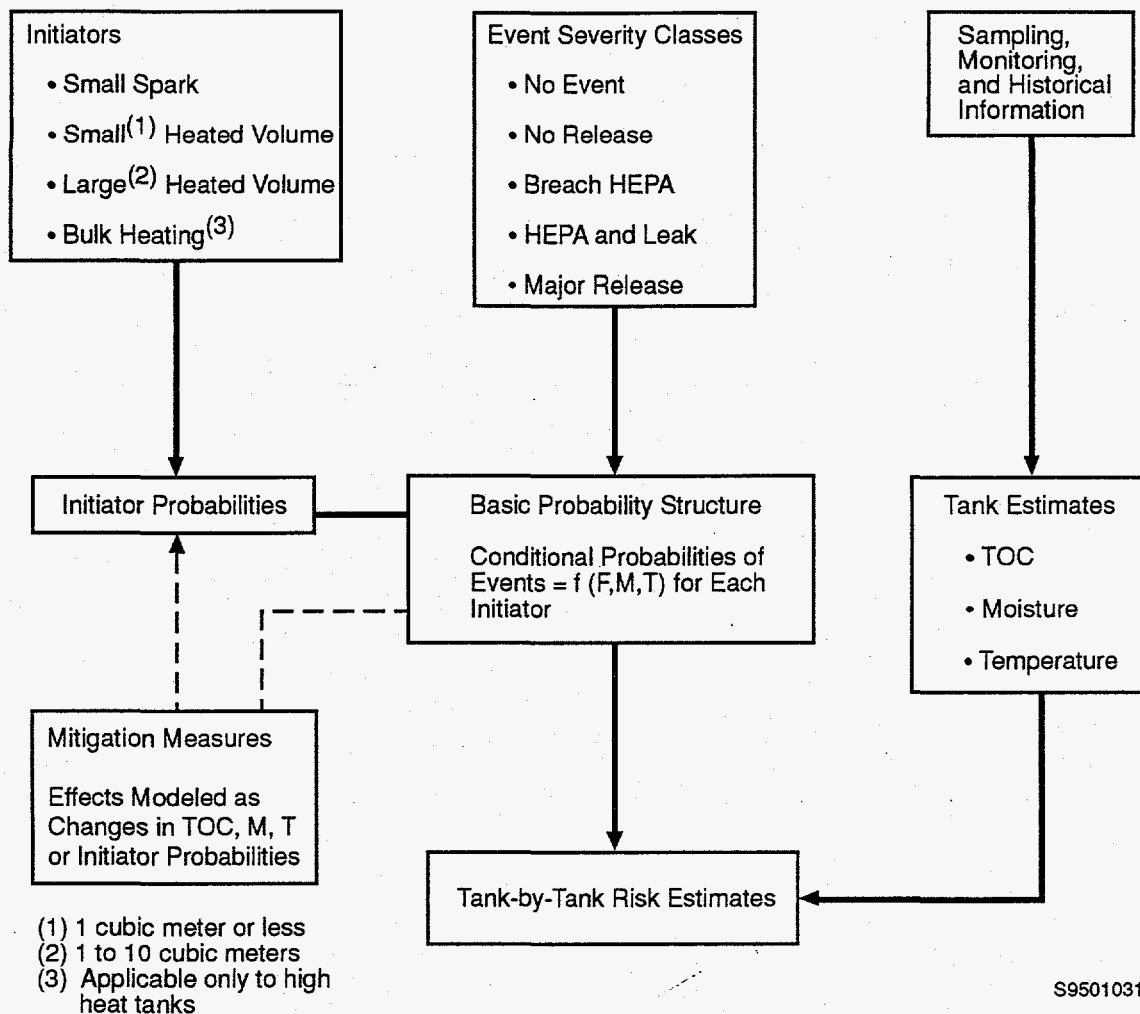 Initiators
• Small Spark
• Small(1) Heated Volume
• Large(2) Heated Volume
• Bulk Heating(3)
Event Severity Classes
• No Event
• No Release
• Breach HEPA
• HEPA and Leak
• Major Release
Sampling,
Monitoring,
and Historical
Information
Initiator Probabilities
Basic Probability Structure
Conditional Probabilities of
Events = f (F,M,T) for Each
Initiator
Tank Estimates
• TOC
• Moisture
• Temperature
Mitigation Measures
Effects Modeled as
Changes in TOC, M, T
or Initiator Probabilities
Tank-by-Tank Risk Estimates
(1) 1 cubic meter or less
(2) 1 to 10 cubic meters
(3) Applicable only to high
heat tanks
S9501031